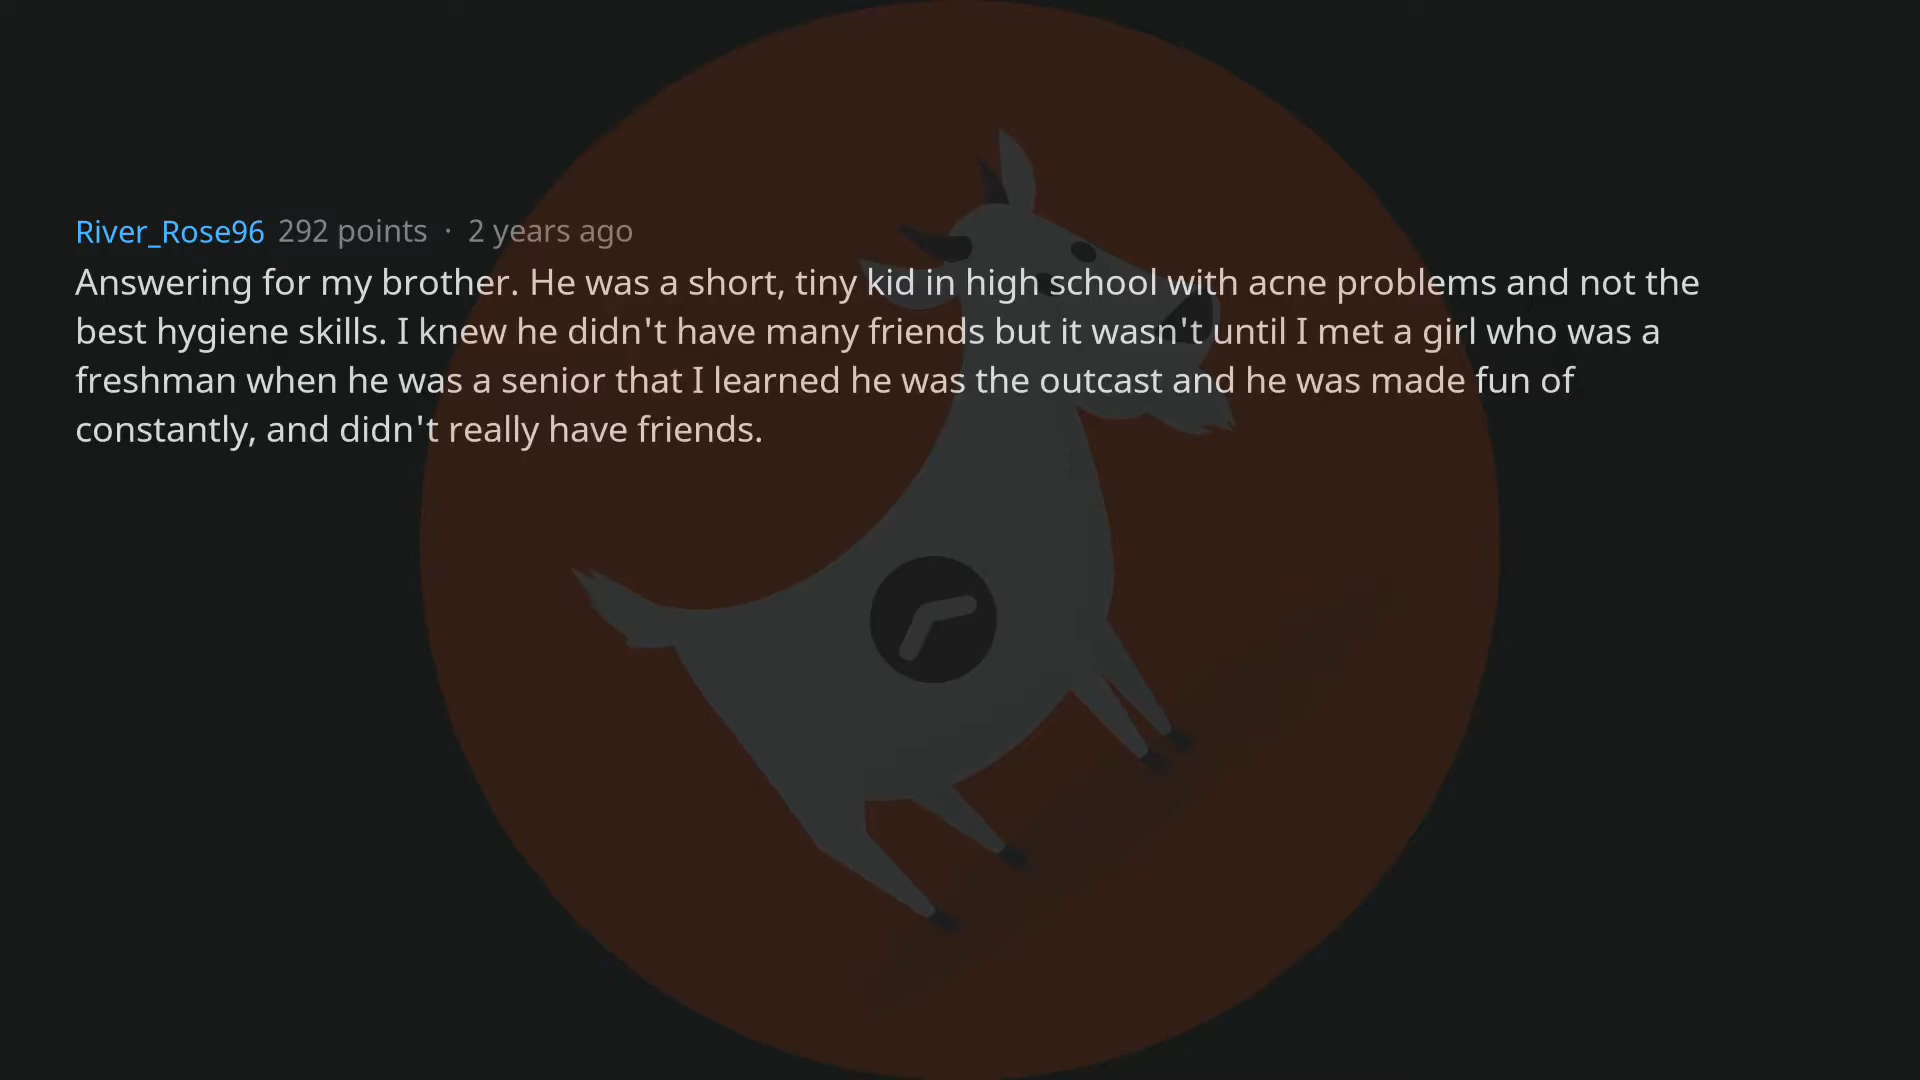 River_Rose96 292 points · 2 years ago
Answering for my brother. He was a short, tiny kid in high school with acne problems and not the
best hygiene skills. I knew he didn't have many friends but it wasn't until I met a girl who was a
freshman when he was a senior that I learned he was the outcast and he was made fun of
constantly, and didn't really have friends.